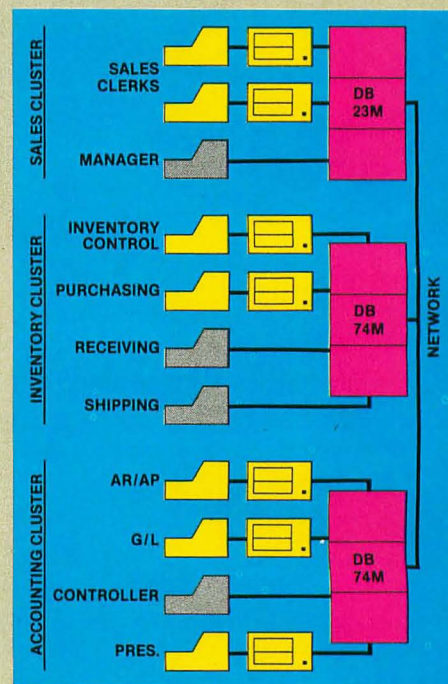 SALES CLUSTER
SALES
CLERKS
MANAGER
DB
23M
INVENTORY CLUSTER
INVENTORY
CONTROL
PURCHASING
RECEIVING
SHIPPING
DB
74M
NETWORK
ACCOUNTING CLUSTER
AR/AP
G/L
CONTROLLER
PRES.
DB
74M